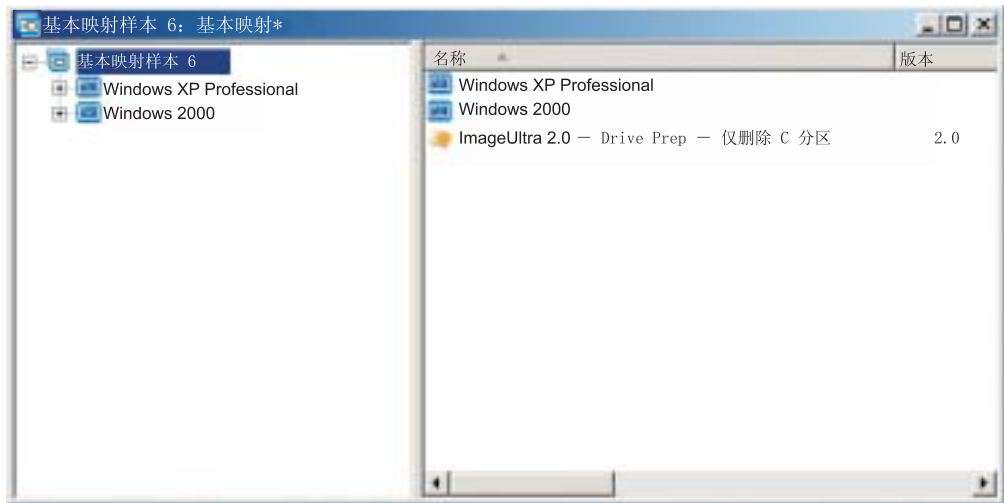 基本映射样本 6：基本映射*
基本映射样本 6
Windows XP Professional
Windows 2000
名称 版本
Windows XP Professional
Windows 2000
ImageUltra 2.0 － Drive Prep － 仅删除 C 分区 2.0